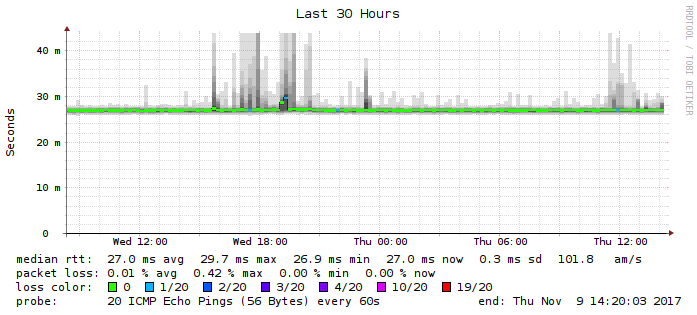 Last 30 Hours
RRDTOOL / TOBI OETIKER
Seconds
40 m
30 m
20 m
10 m
0
Wed 12:00 Wed 18:00 Thu 00:00 Thu 06:00 Thu 12:00
median rtt: 27.0 ms avg 29.7 ms max 26.9 ms min 27.0 ms now 0.3 ms sd 101.8 am/s
packet loss: 0.01 % avg 0.42 % max 0.00 % min 0.00 % now
loss color: 0 1/20 2/20 3/20 4/20 10/20 19/20
probe: 20 ICMP Echo Pings (56 Bytes) every 60s end: Thu Nov 9 14:20:03 2017